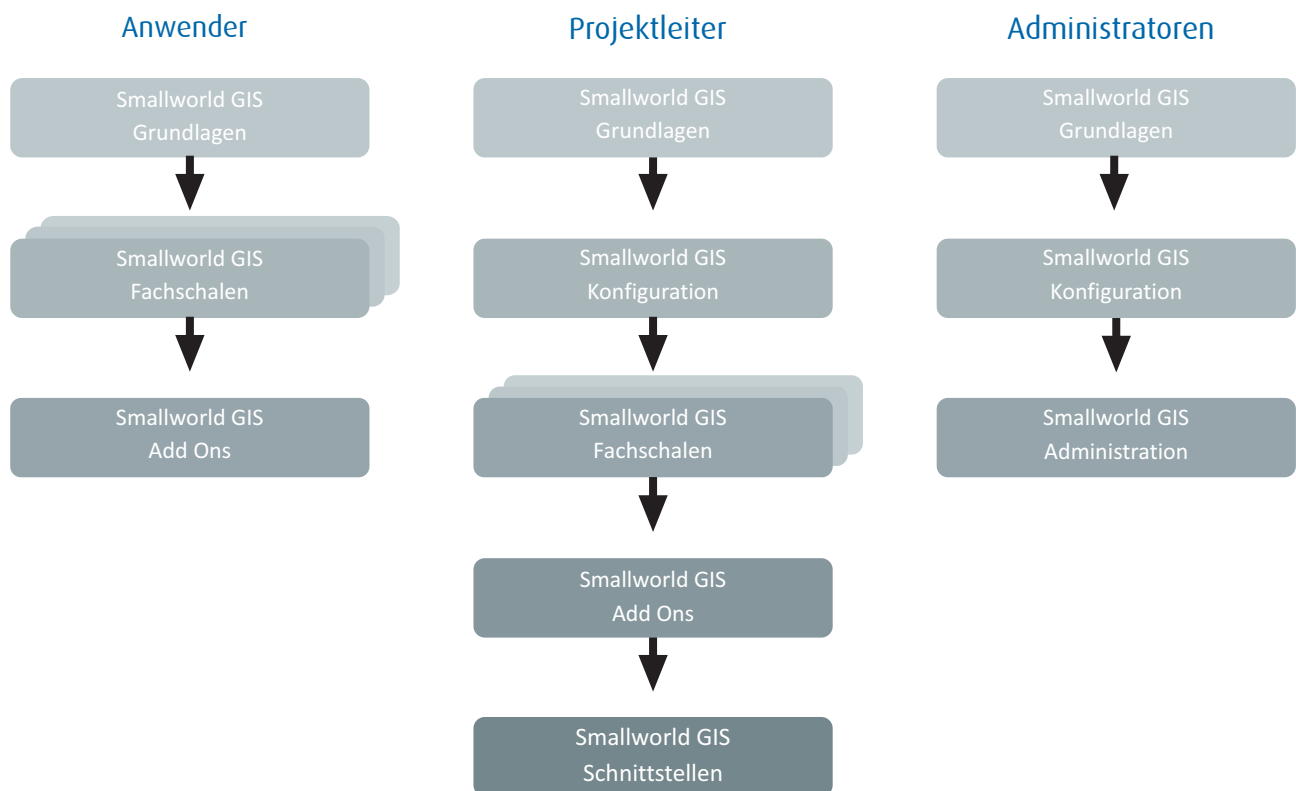 Anwender
Smallworld GIS
Grundlagen
Smallworld GIS
Fachschalen
Smallworld GIS
Add Ons
Projektleiter
Smallworld GIS
Grundlagen
Smallworld GIS
Konfiguration
Smallworld GIS
Fachschalen
Smallworld GIS
Add Ons
Smallworld GIS
Schnittstellen
Administratoren
Smallworld GIS
Grundlagen
Smallworld GIS
Konfiguration
Smallworld GIS
Administration